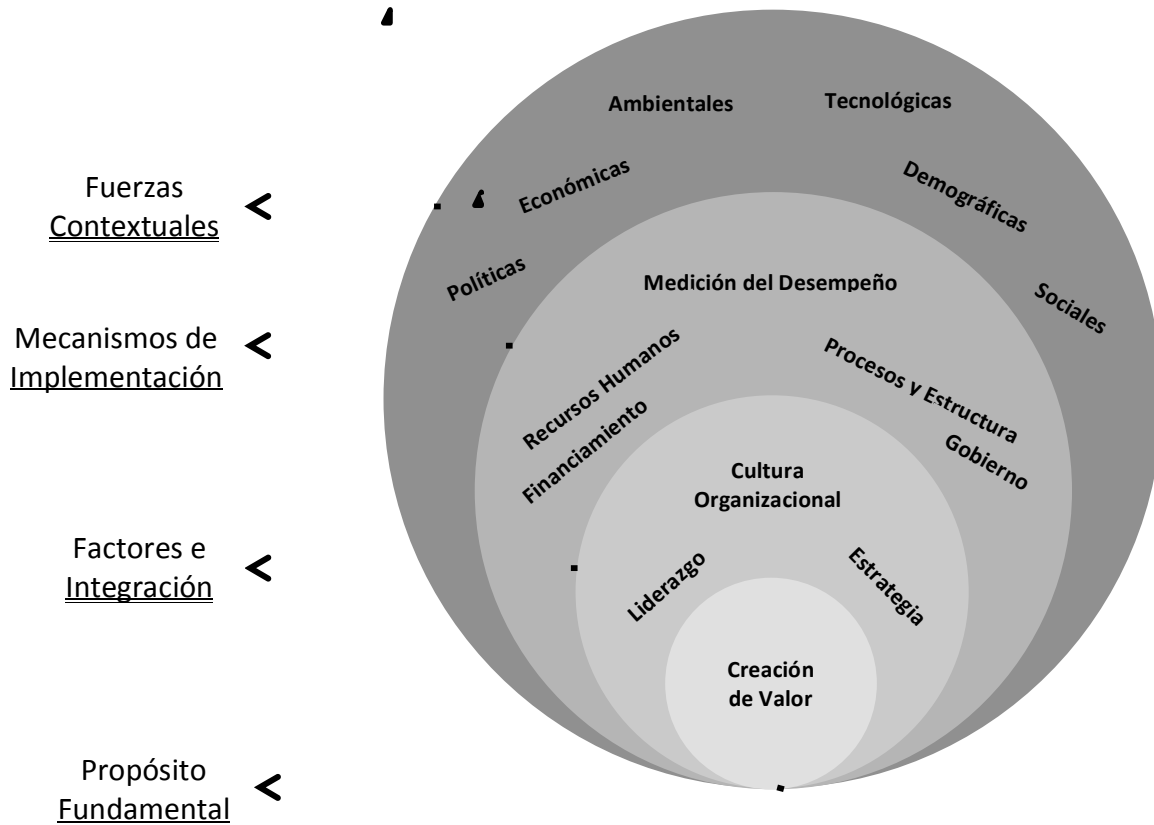 Fuerzas
Contextuales
Mecanismos de
Implementación
Factores e
Integración
Propósito
Fundamental
Ambientales
Tecnológicas
Económicas
Demográficas
Políticas
Sociales
Medición del Desempeño
Recursos Humanos
Procesos y Estructura
Financiamiento
Gobierno
Cultura
Organizacional
Liderazgo
Estrategia
Creación
de Valor